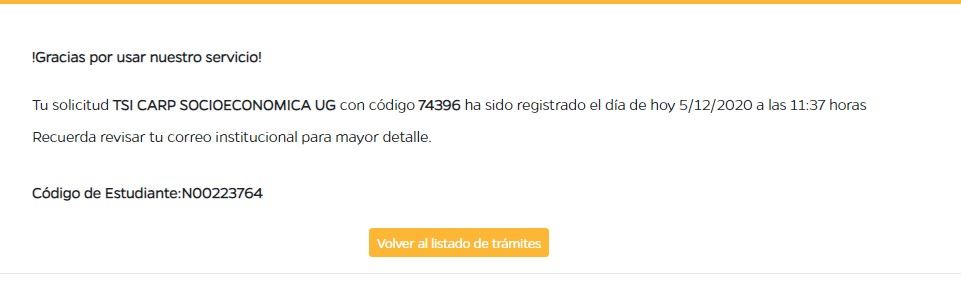 !Gracias por usar nuestro servicio!
Tu solicitud TSI CARP SOCIOECONOMICA UG con código 74396 ha sido registrado el día de hoy 5/12/2020 a las 11:37 horas
Recuerda revisar tu correo institucional para mayor detalle.
Código de Estudiante:N00223764
Volver al listado de trámites